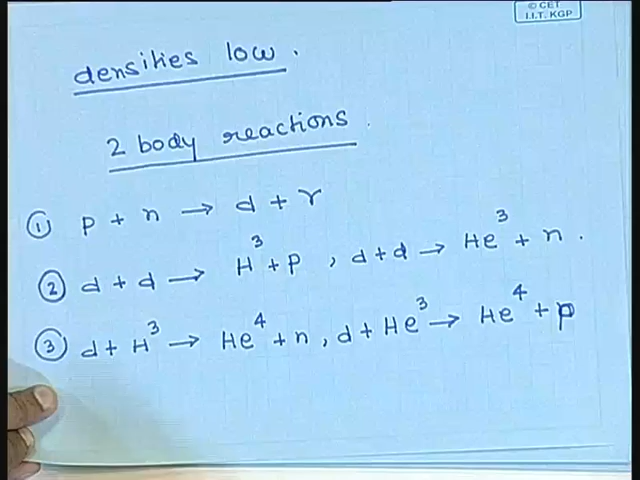 © CET
I.I.T. KGP
densities low.
2 body reactions.
① p + n → d + γ
② d + d → H³ + p , d + d → He³ + n .
③ d + H³ → He⁴ + n , d + He³ → He⁴ + p